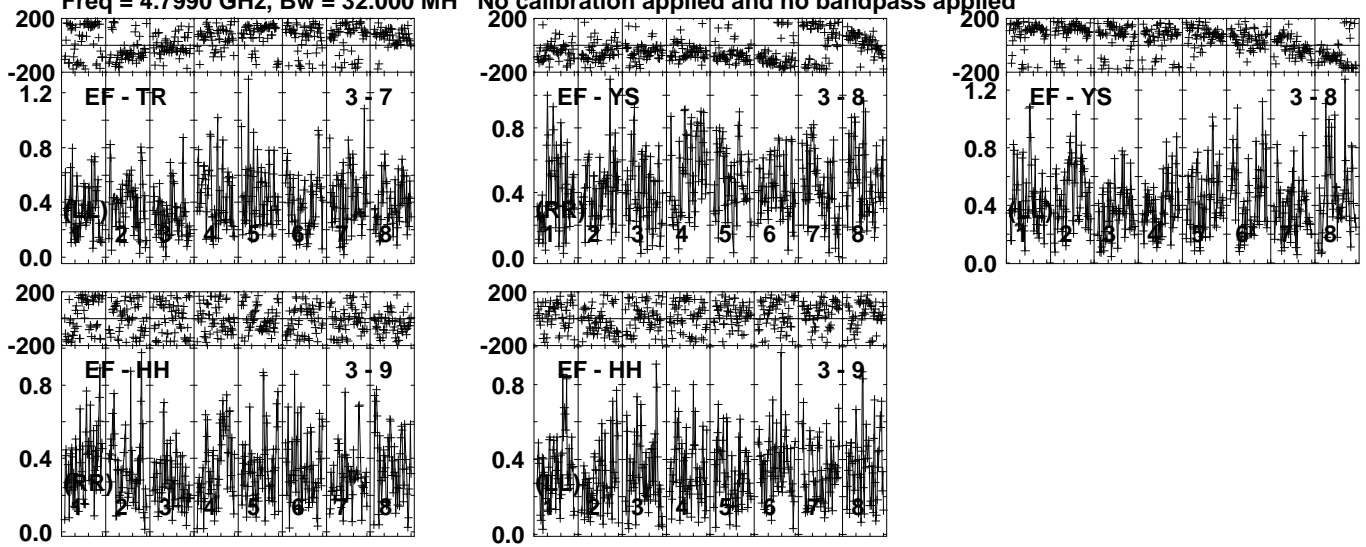 Freq = 4.7990 GHz, Bw = 32.000 MH No calibration applied and no bandpass applied
200
-200
EF - TR 3 - 7
1.2
0.8
0.4
0.0
(LL)
1 2 3 4 5 6 7 8
200
-200
EF - YS 3 - 8
0.8
0.4
0.0
(RR)
1 2 3 4 5 6 7 8
200
-200
EF - YS 3 - 8
1.2
0.8
0.4
0.0
(LL)
1 2 3 4 5 6 7 8
200
-200
EF - HH 3 - 9
0.8
0.4
0.0
(RR)
1 2 3 4 5 6 7 8
200
-200
EF - HH 3 - 9
0.8
0.4
0.0
(LL)
1 2 3 4 5 6 7 8